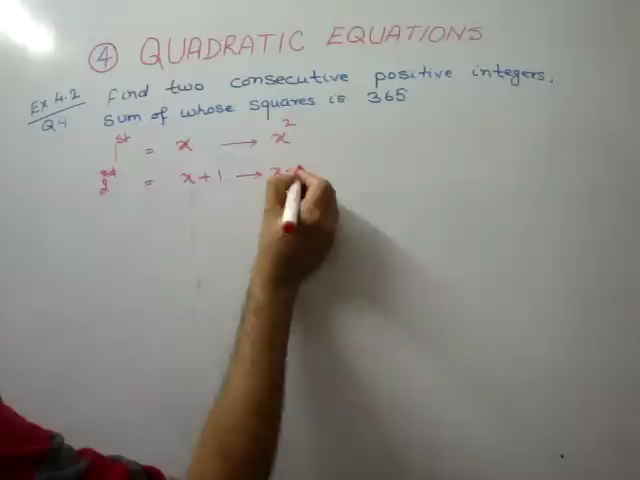 ④ QUADRATIC EQUATIONS
Ex 4.2 Find two consecutive positive integers,
Q4 sum of whose squares is 365
1st = x → x²
2nd = x+1 → x